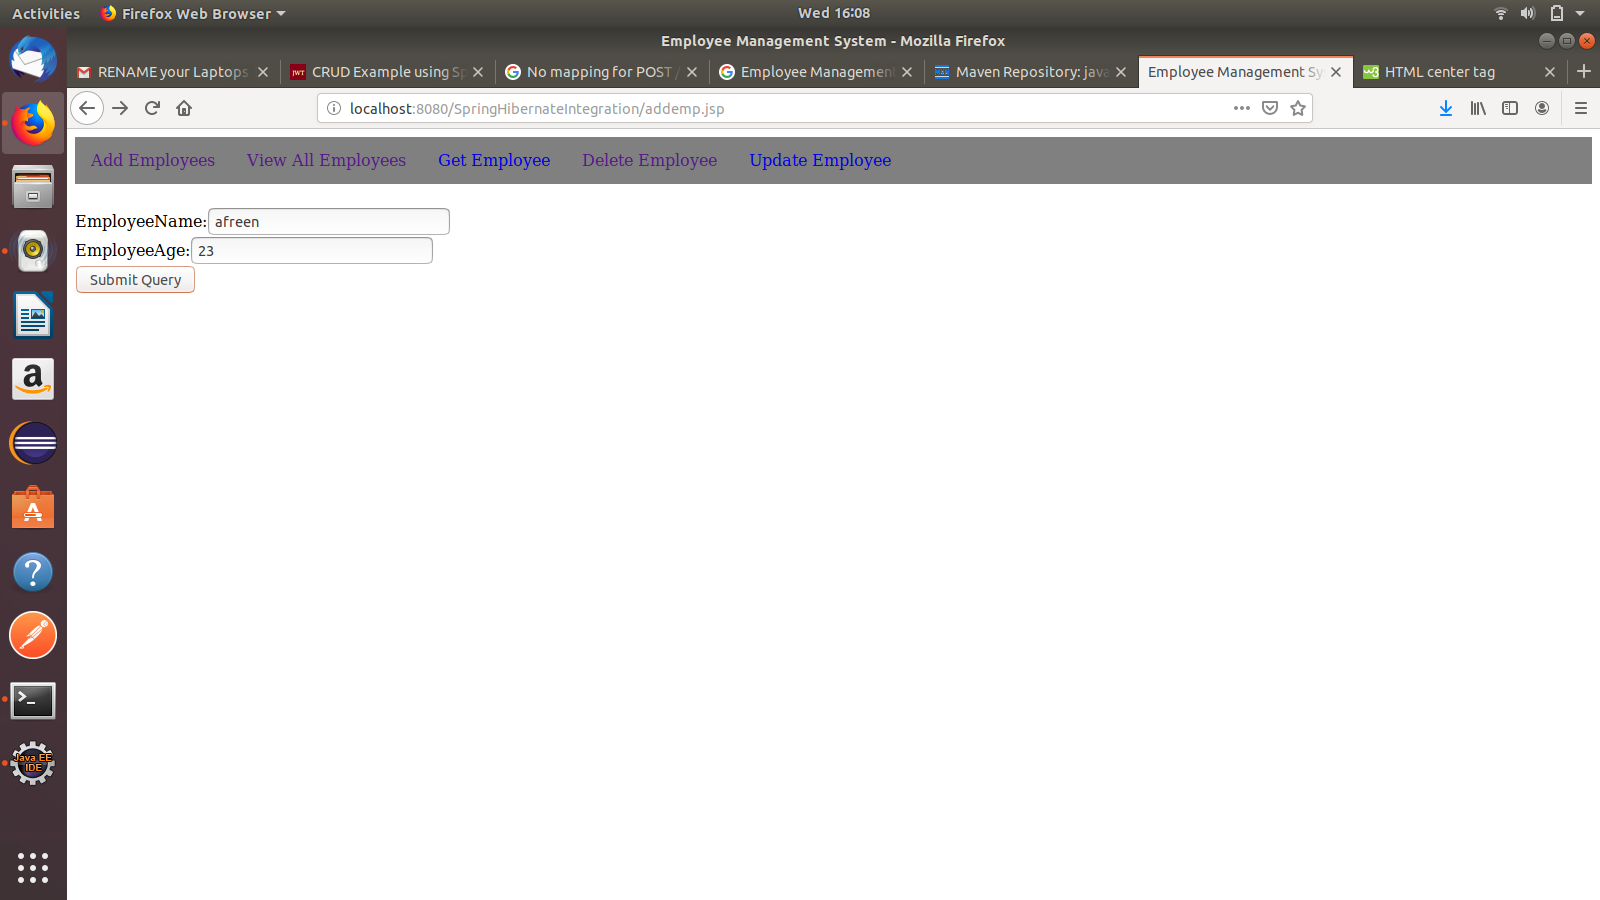 Activities Firefox Web Browser Wed 16:08
Employee Management System - Mozilla Firefox
RENAME your Laptops CRUD Example using Sp No mapping for POST / Employee Management Maven Repository: java Employee Management Sy HTML center tag
localhost:8080/SpringHibernateIntegration/addemp.jsp
Add Employees View All Employees Get Employee Delete Employee Update Employee
EmployeeName: afreen
EmployeeAge: 23
Submit Query
Java EE
IDE